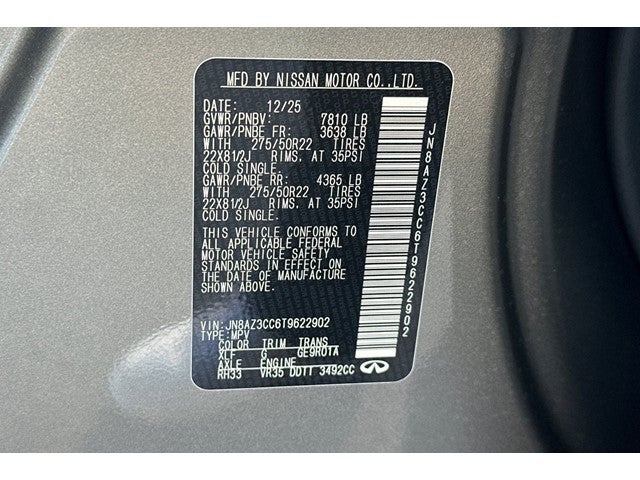 MFD BY NISSAN MOTOR CO.,LTD.
DATE: 12/25
GVWR/PNBV: 7810 LB
GAWR/PNBE FR: 3638 LB
WITH 275/50R22 TIRES
22X81/2J RIMS, AT 35PSI
COLD SINGLE.
GAWR/PNBE RR: 4365 LB
WITH 275/50R22 TIRES
22X81/2J RIMS, AT 35PSI
COLD SINGLE.
THIS VEHICLE CONFORMS TO
ALL APPLICABLE FEDERAL
MOTOR VEHICLE SAFETY
STANDARDS IN EFFECT ON
THE DATE OF MANUFACTURE
SHOWN ABOVE.
VIN:JN8AZ3CC6T9622902
TYPE:MPV
COLOR TRIM TRANS
XLF G GE9R01A
AXLE ENGINE
RH33 VR35 DDTT 3492CC
JN8AZ3CC6T9622902